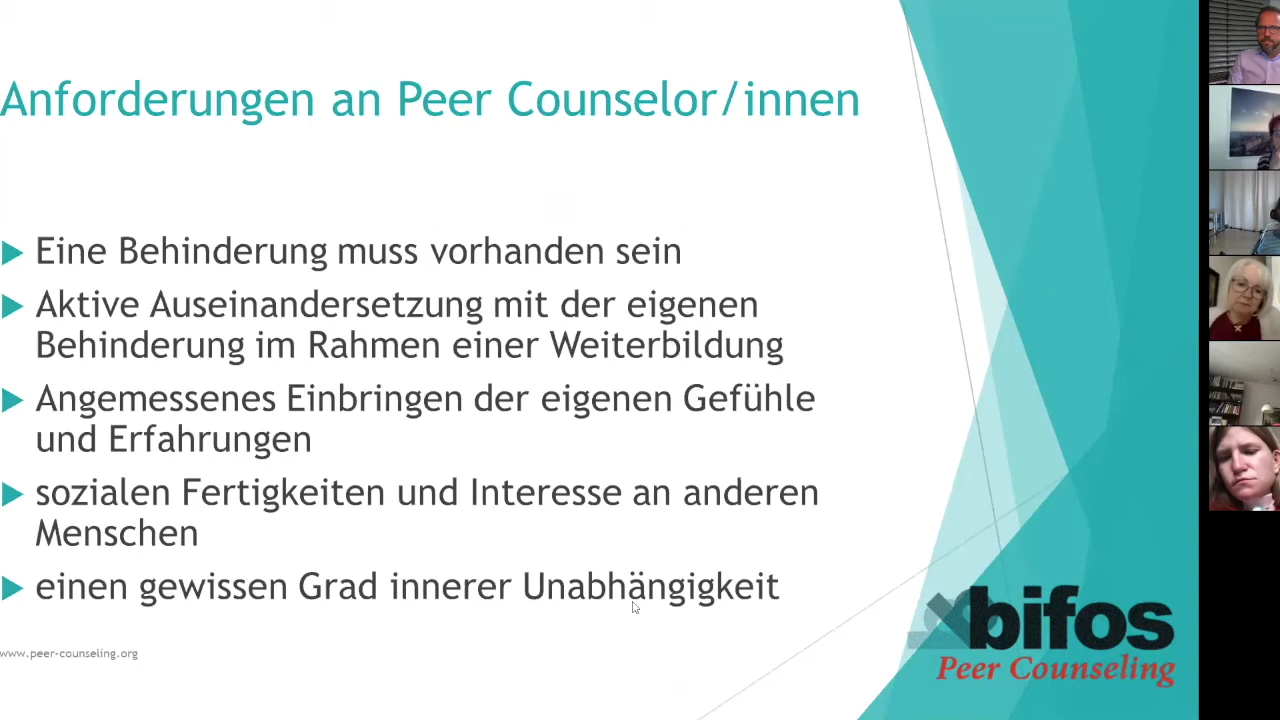 Anforderungen an Peer Counselor/innen
Eine Behinderung muss vorhanden sein
Aktive Auseinandersetzung mit der eigenen
Behinderung im Rahmen einer Weiterbildung
Angemessenes Einbringen der eigenen Gefühle
und Erfahrungen
sozialen Fertigkeiten und Interesse an anderen
Menschen
einen gewissen Grad innerer Unabhängigkeit
www.peer-counseling.org
bifos
Peer Counseling